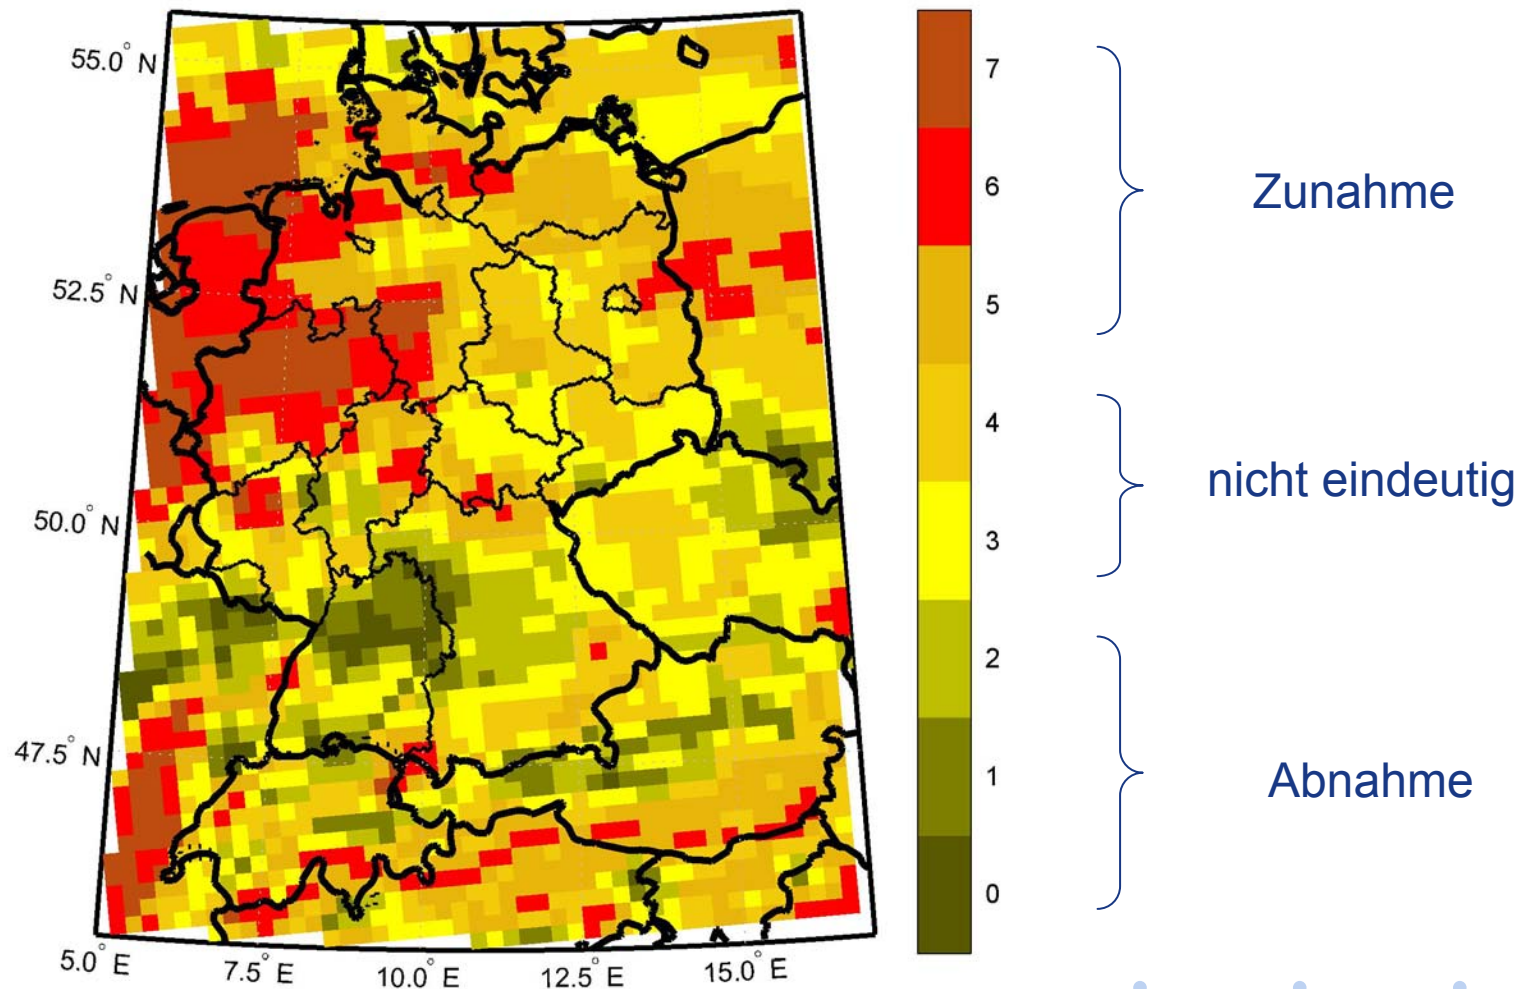 55.0° N
52.5° N
50.0° N
47.5° N
5.0° E
7.5° E
10.0° E
12.5° E
15.0° E
7
6
5
4
3
2
1
0
Zunahme
nicht eindeutig
Abnahme